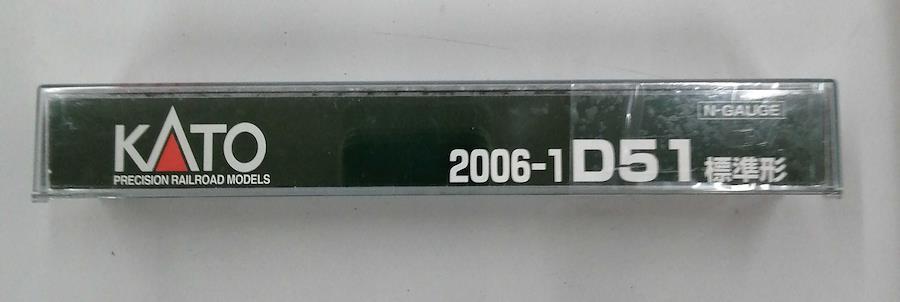 KATO
PRECISION RAILROAD MODELS
N-GAUGE
2006-1 D51 標準形